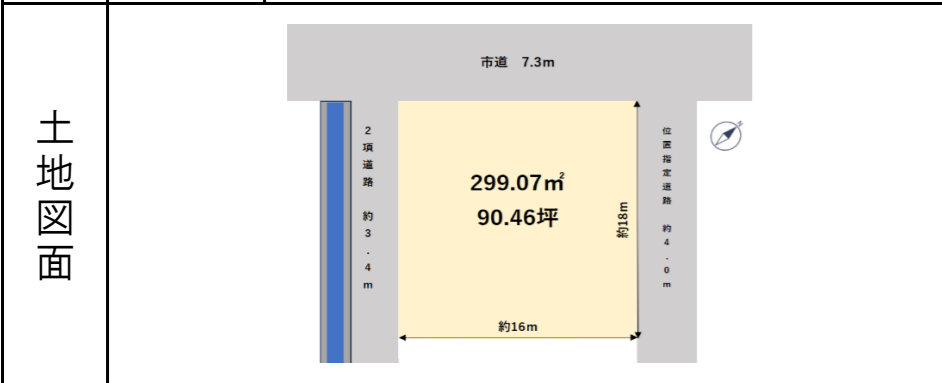 土地図面
市道 7.3m
2項道路 約3.4m
299.07㎡
90.46坪
約18m
位置指定道路 約4.0m
約16m